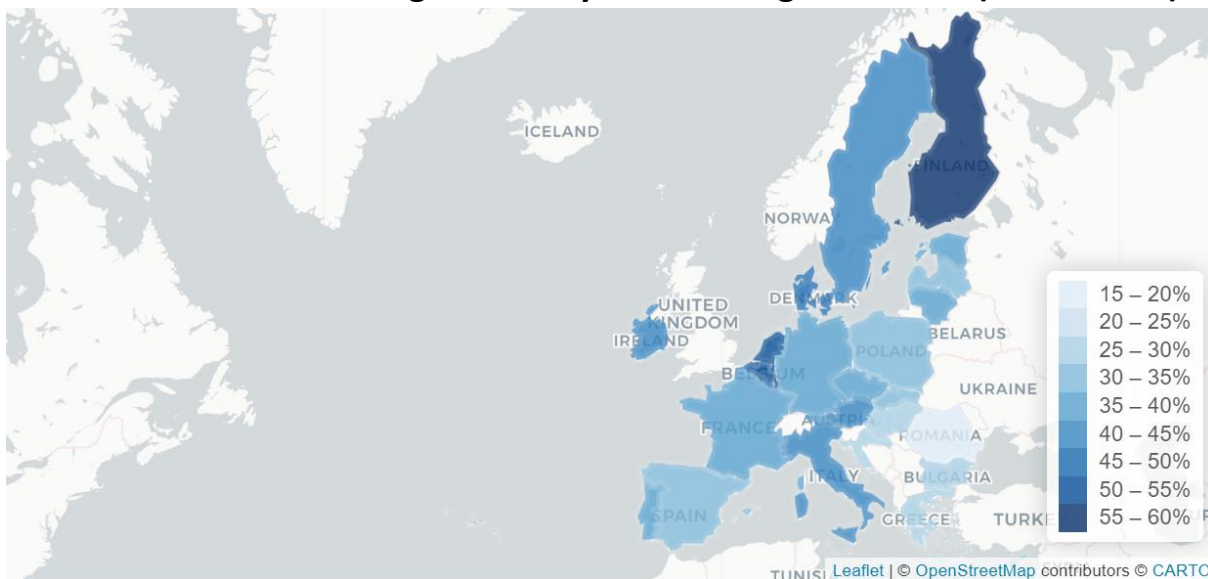 ICELAND
FINLAND
NORWAY
DENMARK
UNITED
KINGDOM
IRELAND
BELARUS
POLAND
BELGIUM
UKRAINE
FRANCE
AUSTRIA
ROMANIA
ITALY
BULGARIA
SPAIN
GREECE
15 – 20%
20 – 25%
25 – 30%
30 – 35%
35 – 40%
40 – 45%
45 – 50%
50 – 55%
55 – 60%
Leaflet | © OpenStreetMap contributors © CARTO